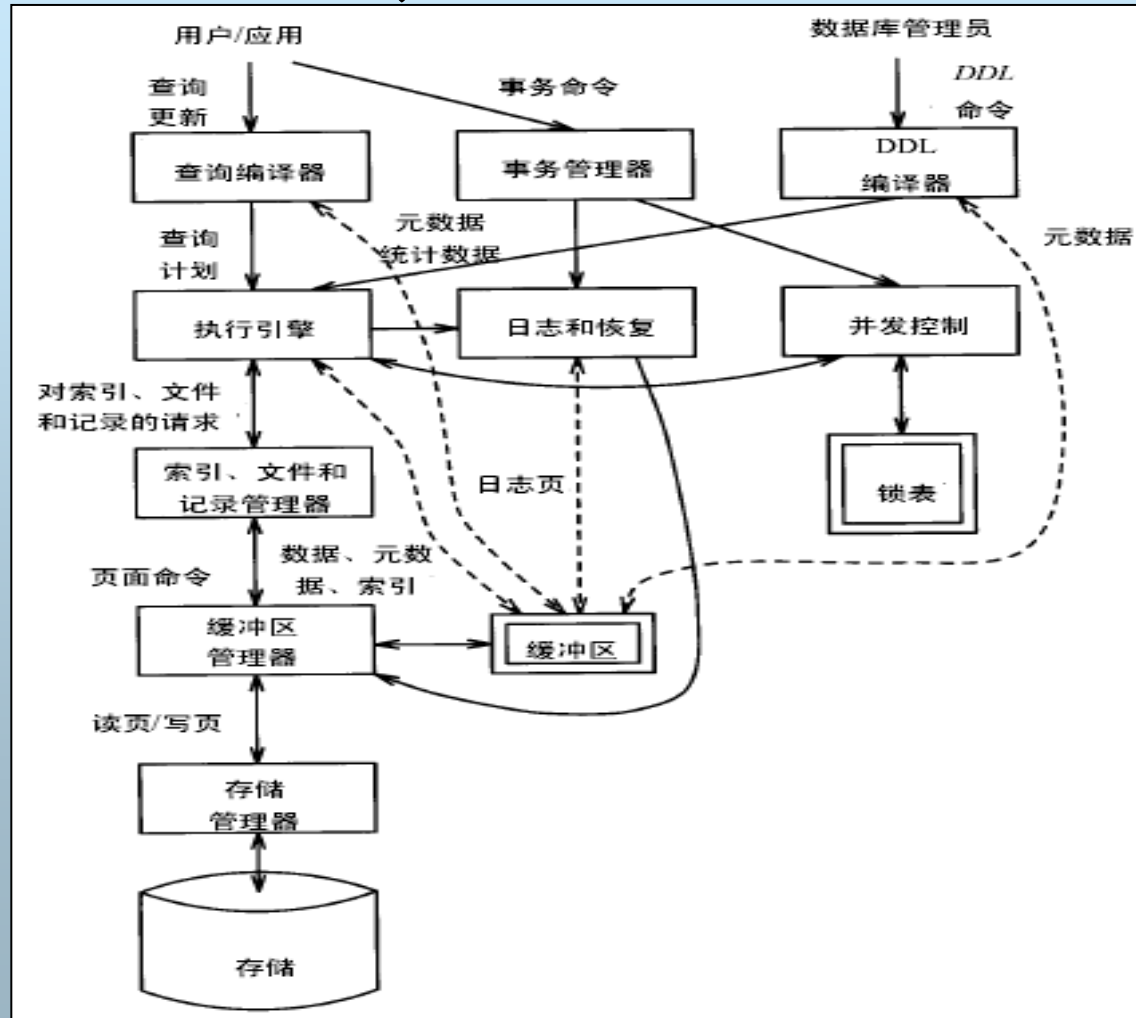 用户/应用
数据库管理员
查询
更新
事务命令
DDL
命令
查询编译器
事务管理器
DDL
编译器
查询
计划
元数据
统计数据
元数据
执行引擎
日志和恢复
并发控制
对索引、文件
和记录的请求
索引、文件和
记录管理器
日志页
锁表
页面命令
数据、元数
据、索引
缓冲区
管理器
缓冲区
读页/写页
存储
管理器
存储